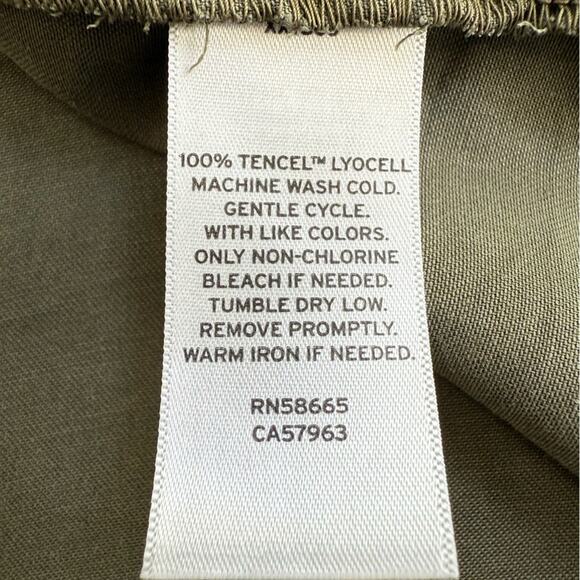 100% TENCEL™ LYOCELL
MACHINE WASH COLD.
GENTLE CYCLE.
WITH LIKE COLORS.
ONLY NON-CHLORINE
BLEACH IF NEEDED.
TUMBLE DRY LOW.
REMOVE PROMPTLY.
WARM IRON IF NEEDED.
RN58665
CA57963